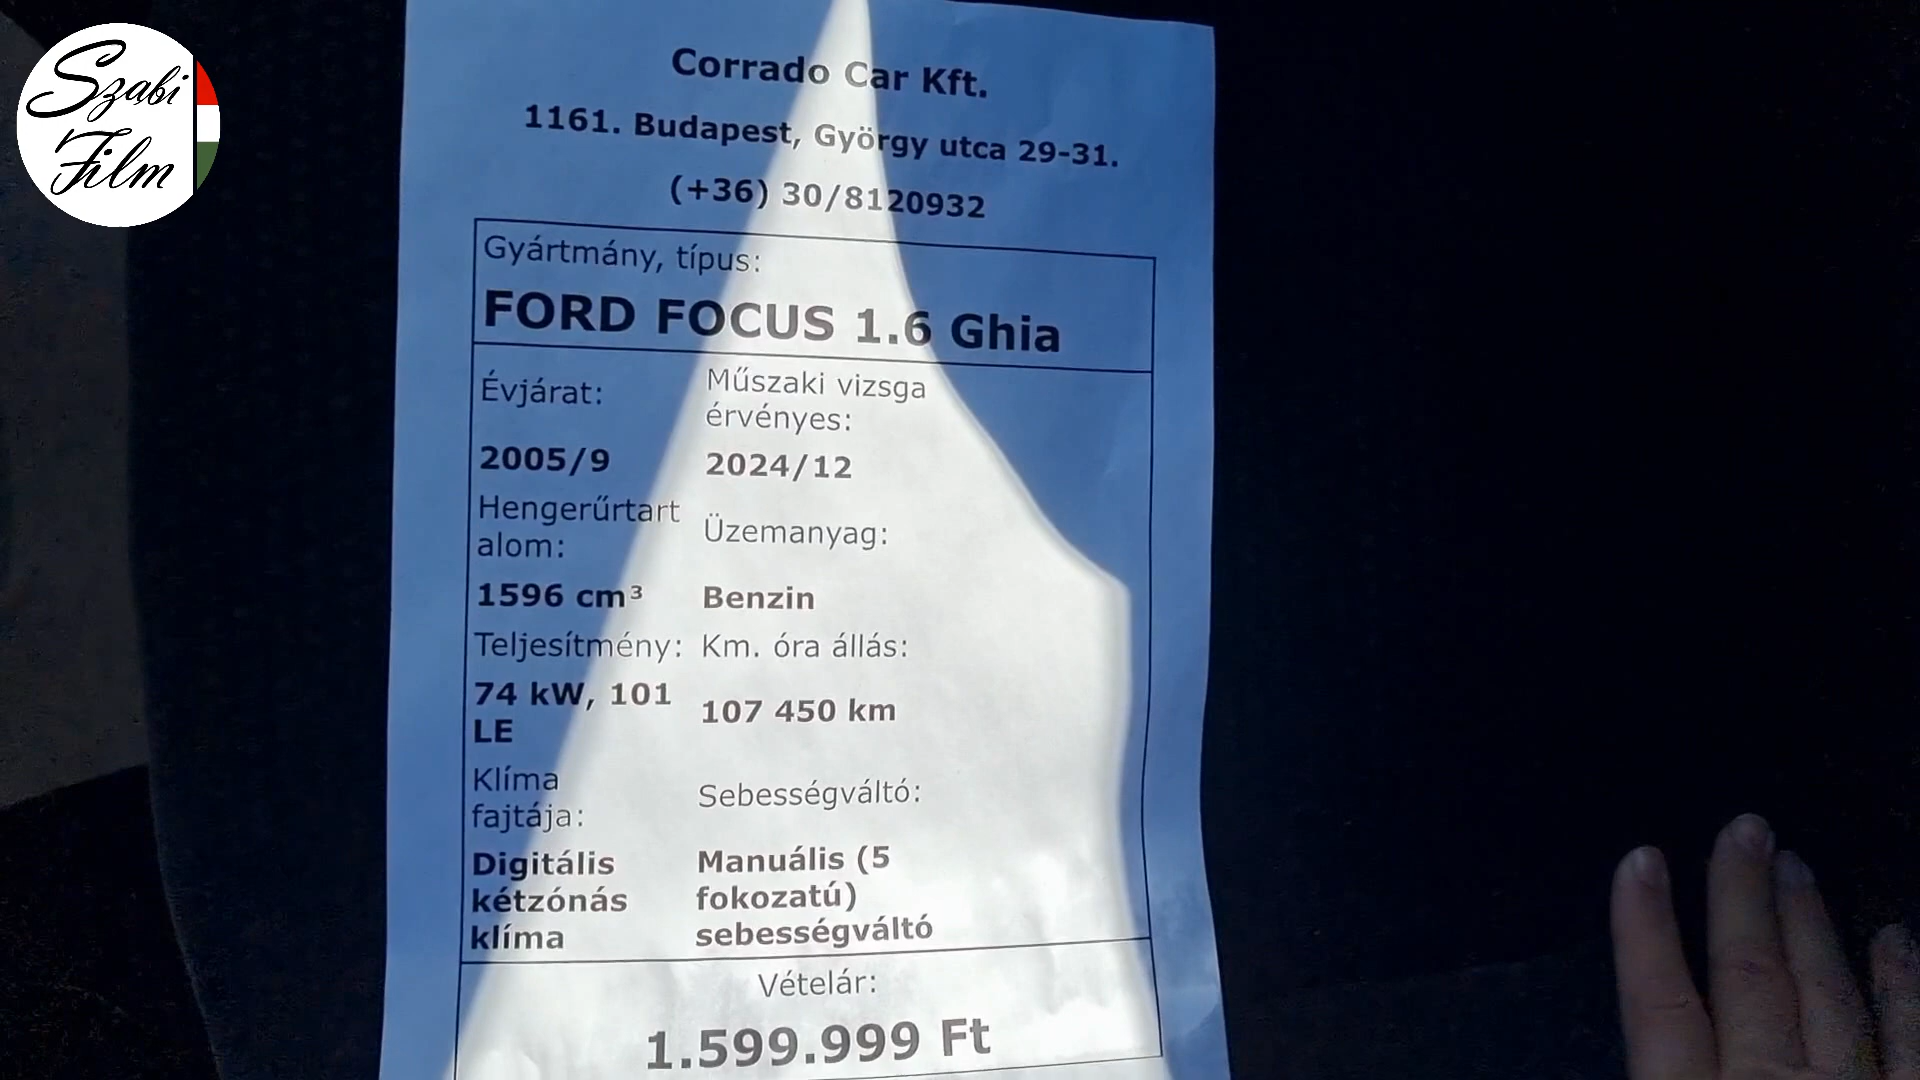 Szabi
Film
Corrado Car Kft.
1161. Budapest, György utca 29-31.
(+36) 30/8120932
Gyártmány, típus:
FORD FOCUS 1.6 Ghia
Évjárat:
2005/9
Műszaki vizsga
érvényes:
2024/12
Hengerűrtart
alom:
1596 cm³
Üzemanyag:
Benzin
Teljesítmény:
74 kW, 101
LE
Km. óra állás:
107 450 km
Klíma
fajtája:
Digitális
kétzónás
klíma
Sebességváltó:
Manuális (5
fokozatú)
sebességváltó
Vételár:
1.599.999 Ft